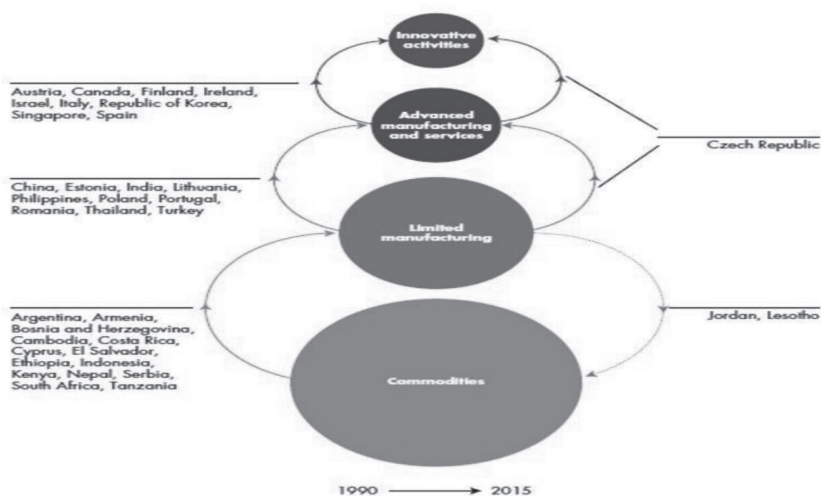 Innovative
activities
Austria, Canada, Finland, Ireland,
Israel, Italy, Republic of Korea,
Singapore, Spain
Advanced
manufacturing
and services
Czech Republic
China, Estonia, India, Lithuania,
Philippines, Poland, Portugal,
Romania, Thailand, Turkey
Limited
manufacturing
Argentina, Armenia,
Bosnia and Herzegovina,
Cambodia, Costa Rica,
Cyprus, El Salvador,
Ethiopia, Indonesia,
Kenya, Nepal, Serbia,
South Africa, Tanzania
Jordan, Lesotho
Commodities
1990 2015